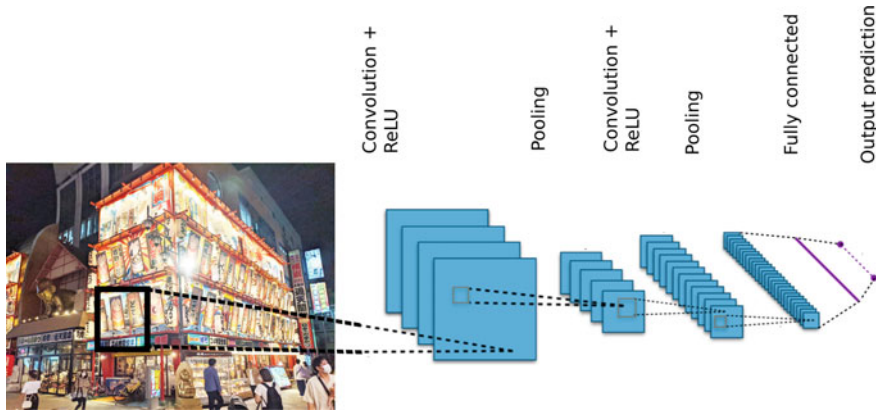 Convolution +
ReLU
Pooling
Convolution +
ReLU
Pooling
Fully connected
Output prediction